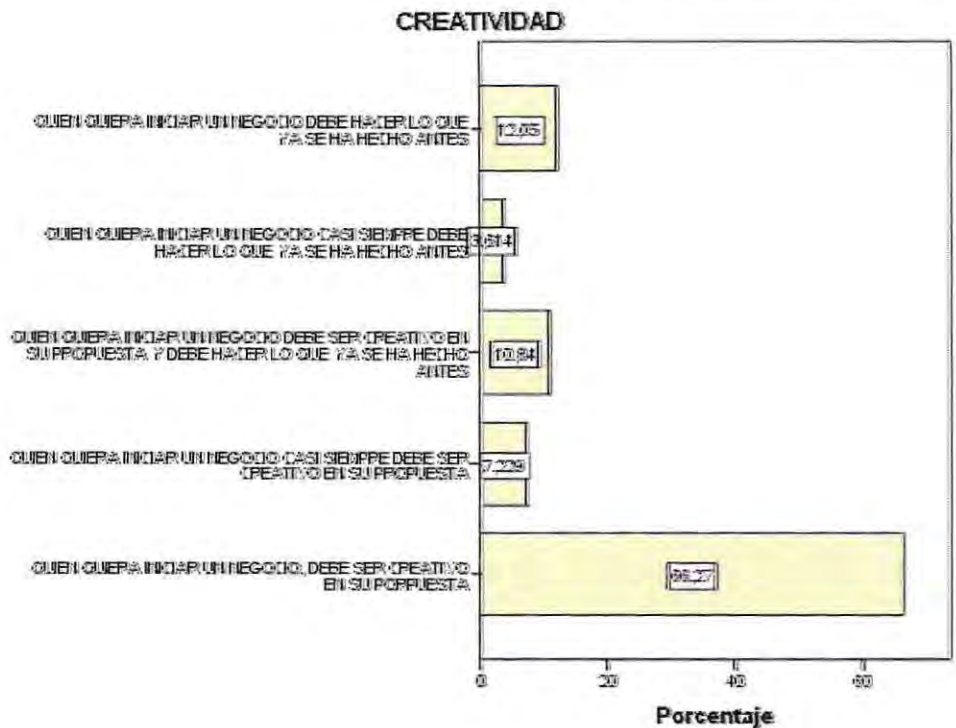 CREATIVIDAD
QUIEN QUIERA INICIAR UN NEGOCIO DEBE HACER LO QUE
YA SE HA HECHO ANTES
12,05
QUIEN QUIERA INICIAR UN NEGOCIO CASI SIEMPRE DEBE
HACER LO QUE YA SE HA HECHO ANTES
3,614
QUIEN QUIERA INICIAR UN NEGOCIO DEBE SER CREATIVO EN
SU PROPUESTA Y DEBE HACER LO QUE YA SE HA HECHO
ANTES
10,84
QUIEN QUIERA INICIAR UN NEGOCIO CASI SIEMPRE DEBE SER
CREATIVO EN SU PROPUESTA
7,229
QUIEN QUIERA INICIAR UN NEGOCIO, DEBE SER CREATIVO
EN SU PORPUESTA
66,27
0 20 40 60
Porcentaje